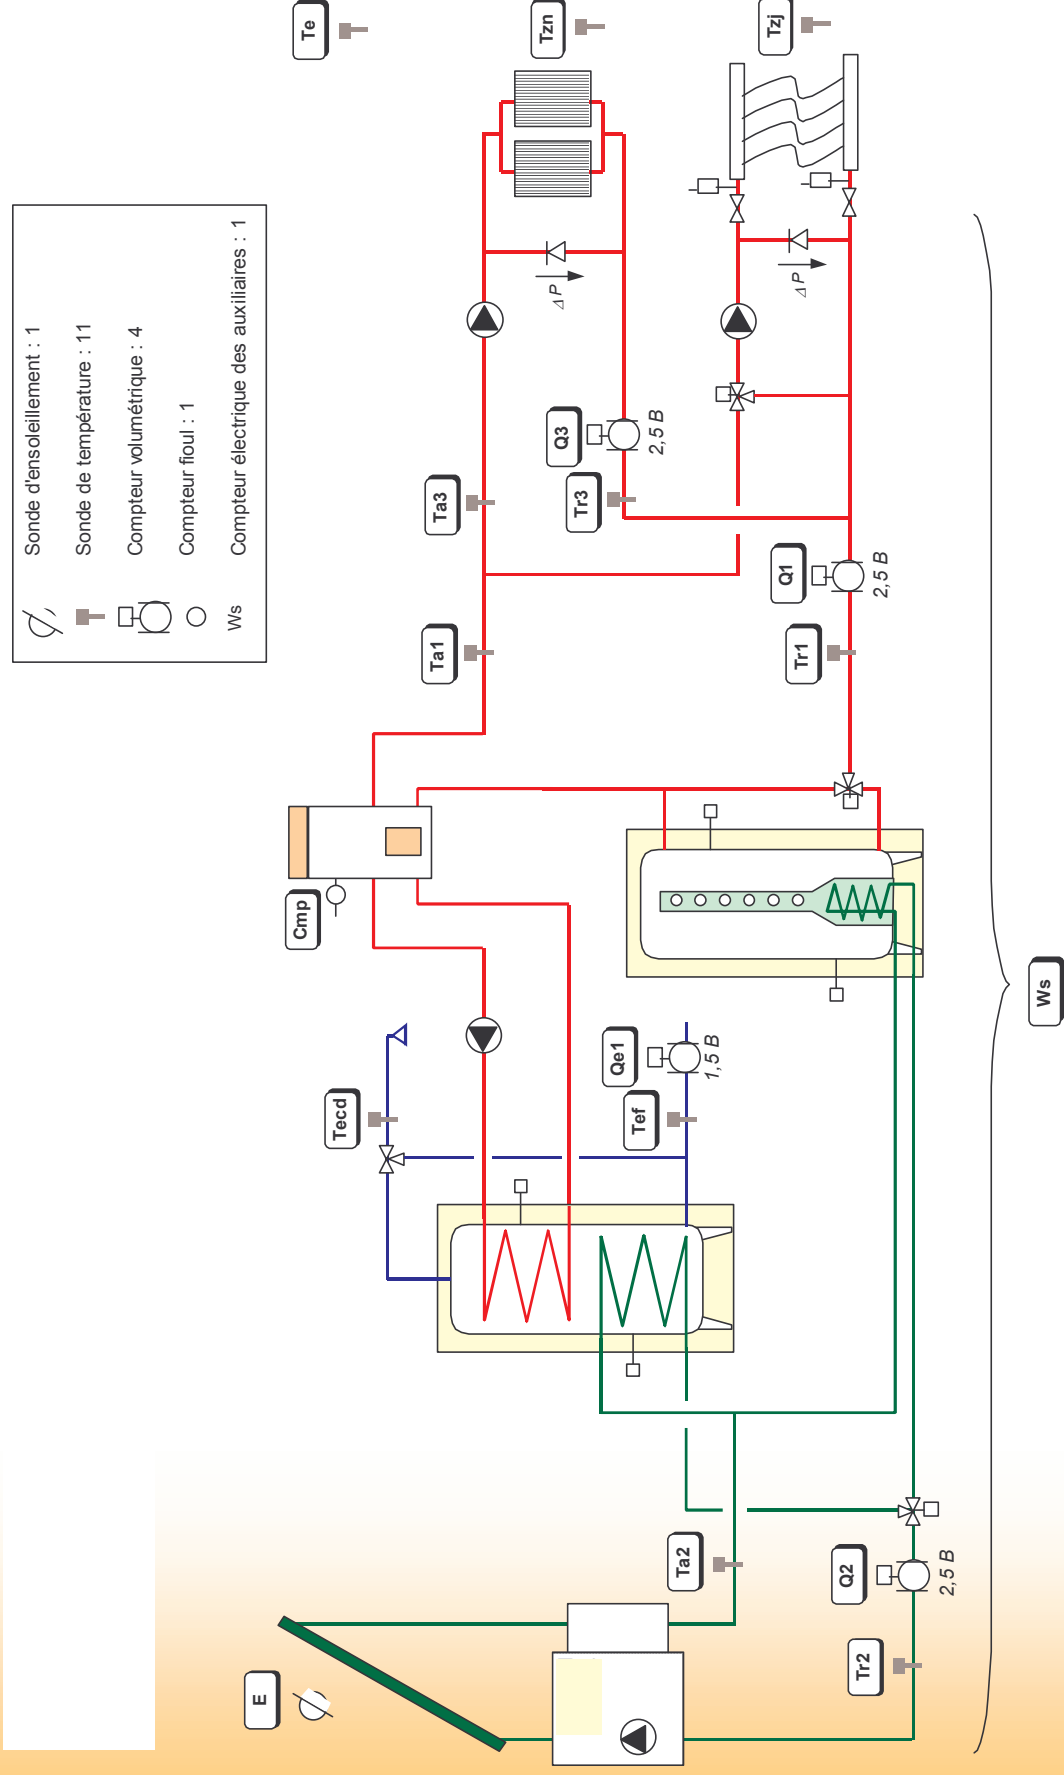 Sonde d'ensoleillement : 1
Sonde de température : 11
Compteur volumétrique : 4
Compteur fioul : 1
Ws Compteur électrique des auxiliaires : 1
E
Tr2
Q2
2,5 B
Ta2
Tecd
Tef
Qe1
1,5 B
Cmp
Ws
Ta1
Tr1
Q1
2,5 B
Ta3
Tr3
Q3
2,5 B
ΔP
ΔP
Te
Tzn
Tzj